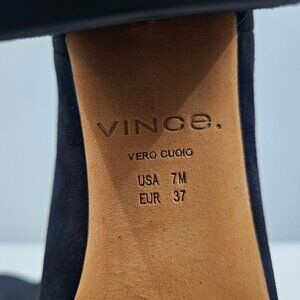 VINCE.
VERO CUOIO
USA 7M
EUR 37